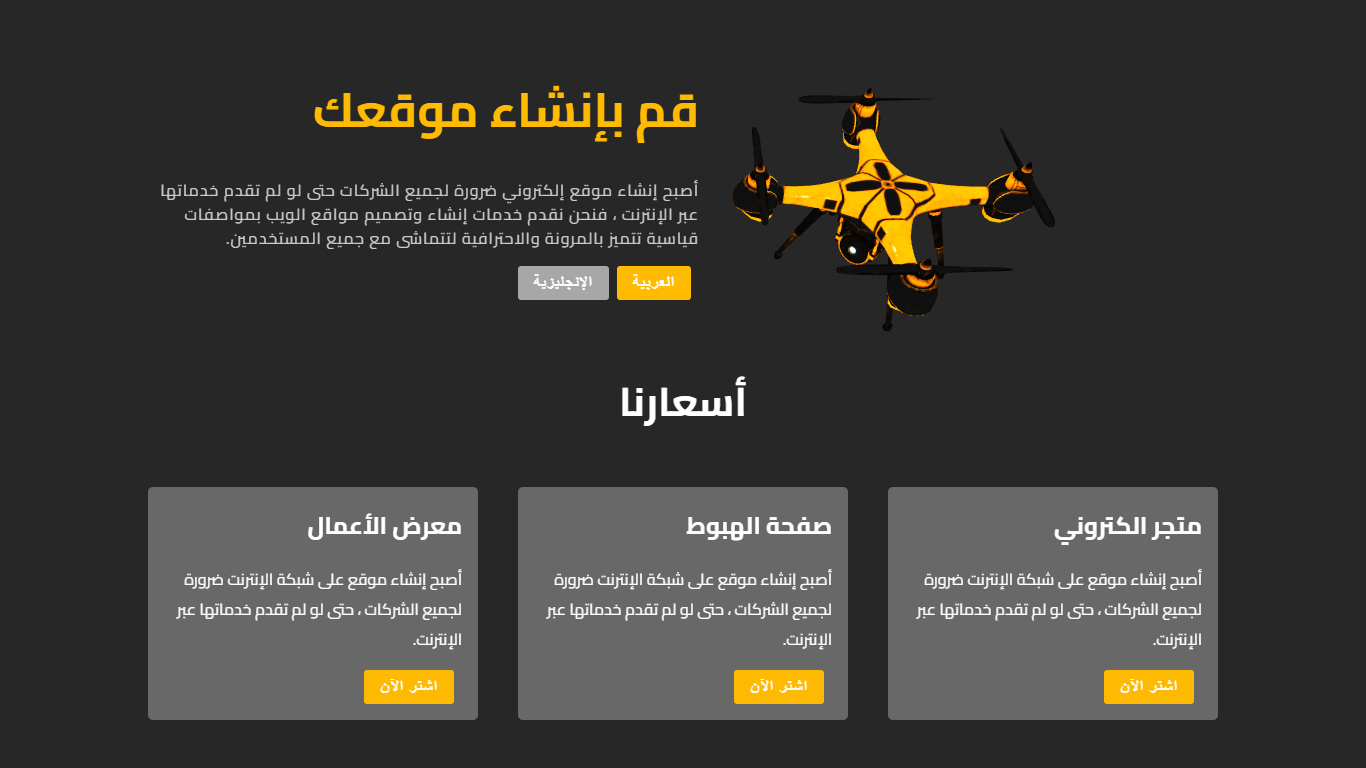 قم بإنشاء موقعك
أصبح إنشاء موقع إلكتروني ضرورة لجميع الشركات حتى لو لم تقدم خدماتها
عبر الإنترنت ، فنحن نقدم خدمات إنشاء وتصميم مواقع الويب بمواصفات
قياسية تتميز بالمرونة والاحترافية لتتماشى مع جميع المستخدمين.
العربية
الإنجليزية
أسعارنا
متجر الكتروني
أصبح إنشاء موقع على شبكة الإنترنت ضرورة
لجميع الشركات ، حتى لو لم تقدم خدماتها عبر
الإنترنت.
اشتر الآن
صفحة الهبوط
أصبح إنشاء موقع على شبكة الإنترنت ضرورة
لجميع الشركات ، حتى لو لم تقدم خدماتها عبر
الإنترنت.
اشتر الآن
معرض الأعمال
أصبح إنشاء موقع على شبكة الإنترنت ضرورة
لجميع الشركات ، حتى لو لم تقدم خدماتها عبر
الإنترنت.
اشتر الآن